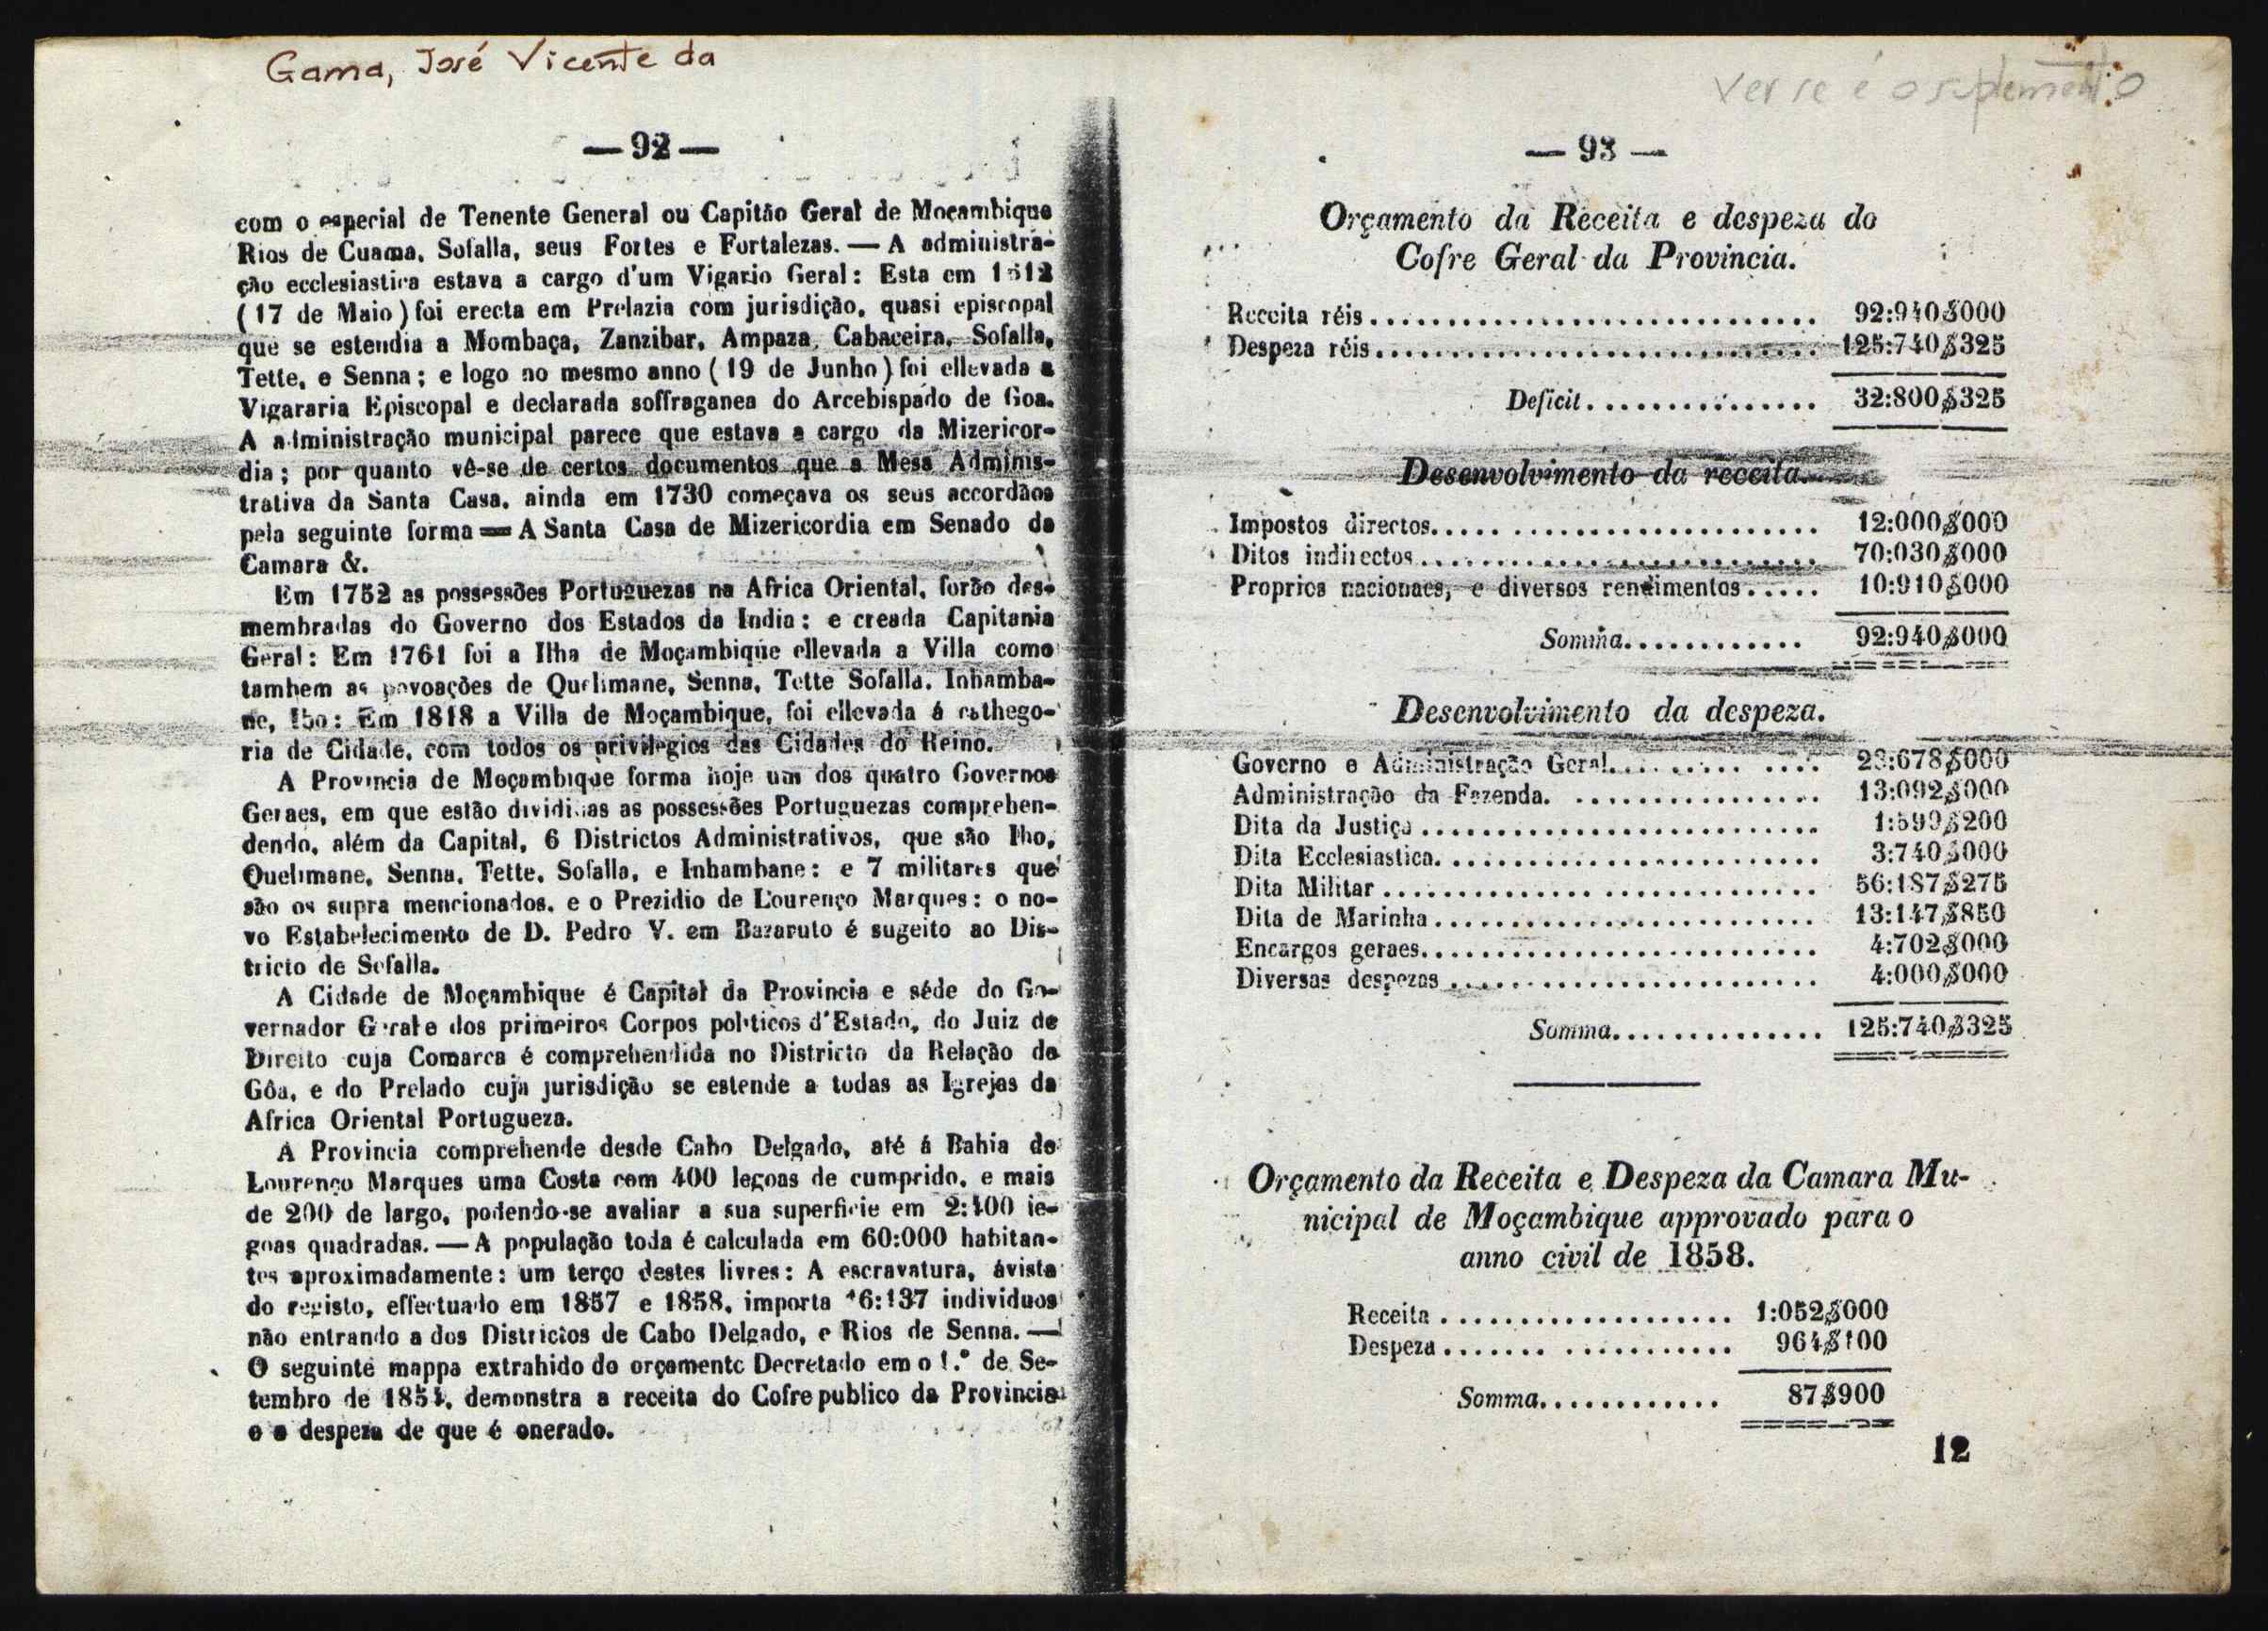 Gama, José Vicente da
— 92 —
com o especial de Tenente General ou Capitão Geral de Moçambique
Rios de Cuama, Sofalla, seus Fortes e Fortalezas. — A administra-
ção ecclesiastica estava a cargo d'um Vigario Geral: Esta em 1612
(17 de Maio) foi erecta em Prelazia com jurisdição, quasi episcopal
que se estendia a Mombaça, Zanzibar, Ampaza, Cabaceira, Sofalla,
Tette, e Senna; e logo no mesmo anno (19 de Junho) foi ellevada a
Vigararia Episcopal e declarada soffraganea do Arcebispado de Goa.
A administração municipal parece que estava a cargo da Mizericor-
dia; por quanto vê-se de certos documentos que a Mesa Adminis-
trativa da Santa Casa, ainda em 1730 começava os seus accordãos
pela seguinte forma = A Santa Casa de Mizericordia em Senado da
Camara &.
Em 1752 as possessões Portuguezas na Africa Oriental, forão des-
membradas do Governo dos Estados da India: e creada Capitania
Geral: Em 1761 foi a Ilha de Moçambique ellevada a Villa como
tambem as povoações de Quelimane, Senna, Tette Sofalla, Inhamba-
ne, Ibo: Em 1818 a Villa de Moçambique, foi ellevada á cathego-
ria de Cidade, com todos os privilegios das Cidades do Reino.
A Provincia de Moçambique forma hoje um dos quatro Governos
Geraes, em que estão divididas as possessões Portuguezas comprehen-
dendo, além da Capital, 6 Districtos Administrativos, que são Ibo,
Quelimane, Senna, Tette, Sofalla, e Inhambane: e 7 militares que
são os supra mencionados, e o Prezidio de Lourenço Marques: o no-
vo Estabelecimento de D. Pedro V. em Bazaruto é sugeito ao Dis-
tricto de Sofalla.
A Cidade de Moçambique é Capital da Provincia e séde do Go-
vernador Geral e dos primeiros Corpos politicos d'Estado, do Juiz de
Direito cuja Comarca é comprehendida no Districto da Relação de
Gôa, e do Prelado cuja jurisdição se estende a todas as Igrejas da
Africa Oriental Portugueza.
A Provincia comprehende desde Cabo Delgado, até á Bahia de
Lourenço Marques uma Costa com 400 legoas de cumprido, e mais
de 200 de largo, podendo-se avaliar a sua superficie em 2:400 le-
goas quadradas. — A população toda é calculada em 60:000 habitan-
tes aproximadamente: um terço destes livres: A escravatura, ávista
do registo, effectuado em 1857 e 1858, importa 16:137 individuos
não entrando a dos Districtos de Cabo Delgado, e Rios de Senna. —
O seguinte mappa extrahido do orçamento Decretado em o 1.º de Se-
tembro de 1854, demonstra a receita do Cofre publico da Provincia
e a despeza de que é onerado.
Ver se é o suplemento
— 93 —
Orçamento da Receita e despeza do
Cofre Geral da Provincia.
Receita réis.............................. 92:940$000
Despeza réis.............................. 125:740$325
Deficit................ 32:800$325
Desenvolvimento da receita.
Impostos directos.......................... 12:000$000
Ditos indirectos........................... 70:030$000
Proprios nacionaes, e diversos rendimentos..... 10:910$000
Somma............ 92:940$000
Desenvolvimento da despeza.
Governo e Administração Geral.............. 23:678$000
Administração da Fazenda. ................. 13:092$000
Dita da Justiça ........................... 1:599$200
Dita Ecclesiastica. ....................... 3:740$000
Dita Militar .............................. 56:187$275
Dita de Marinha........................... 13:147$850
Encargos geraes........................... 4:702$000
Diversas despezas ......................... 4:000$000
Somma.............. 125:740$325
Orçamento da Receita e Despeza da Camara Mu-
nicipal de Moçambique approvado para o
anno civil de 1858.
Receita ................... 1:052$000
Despeza ................... 964$100
Somma............ 87$900
12